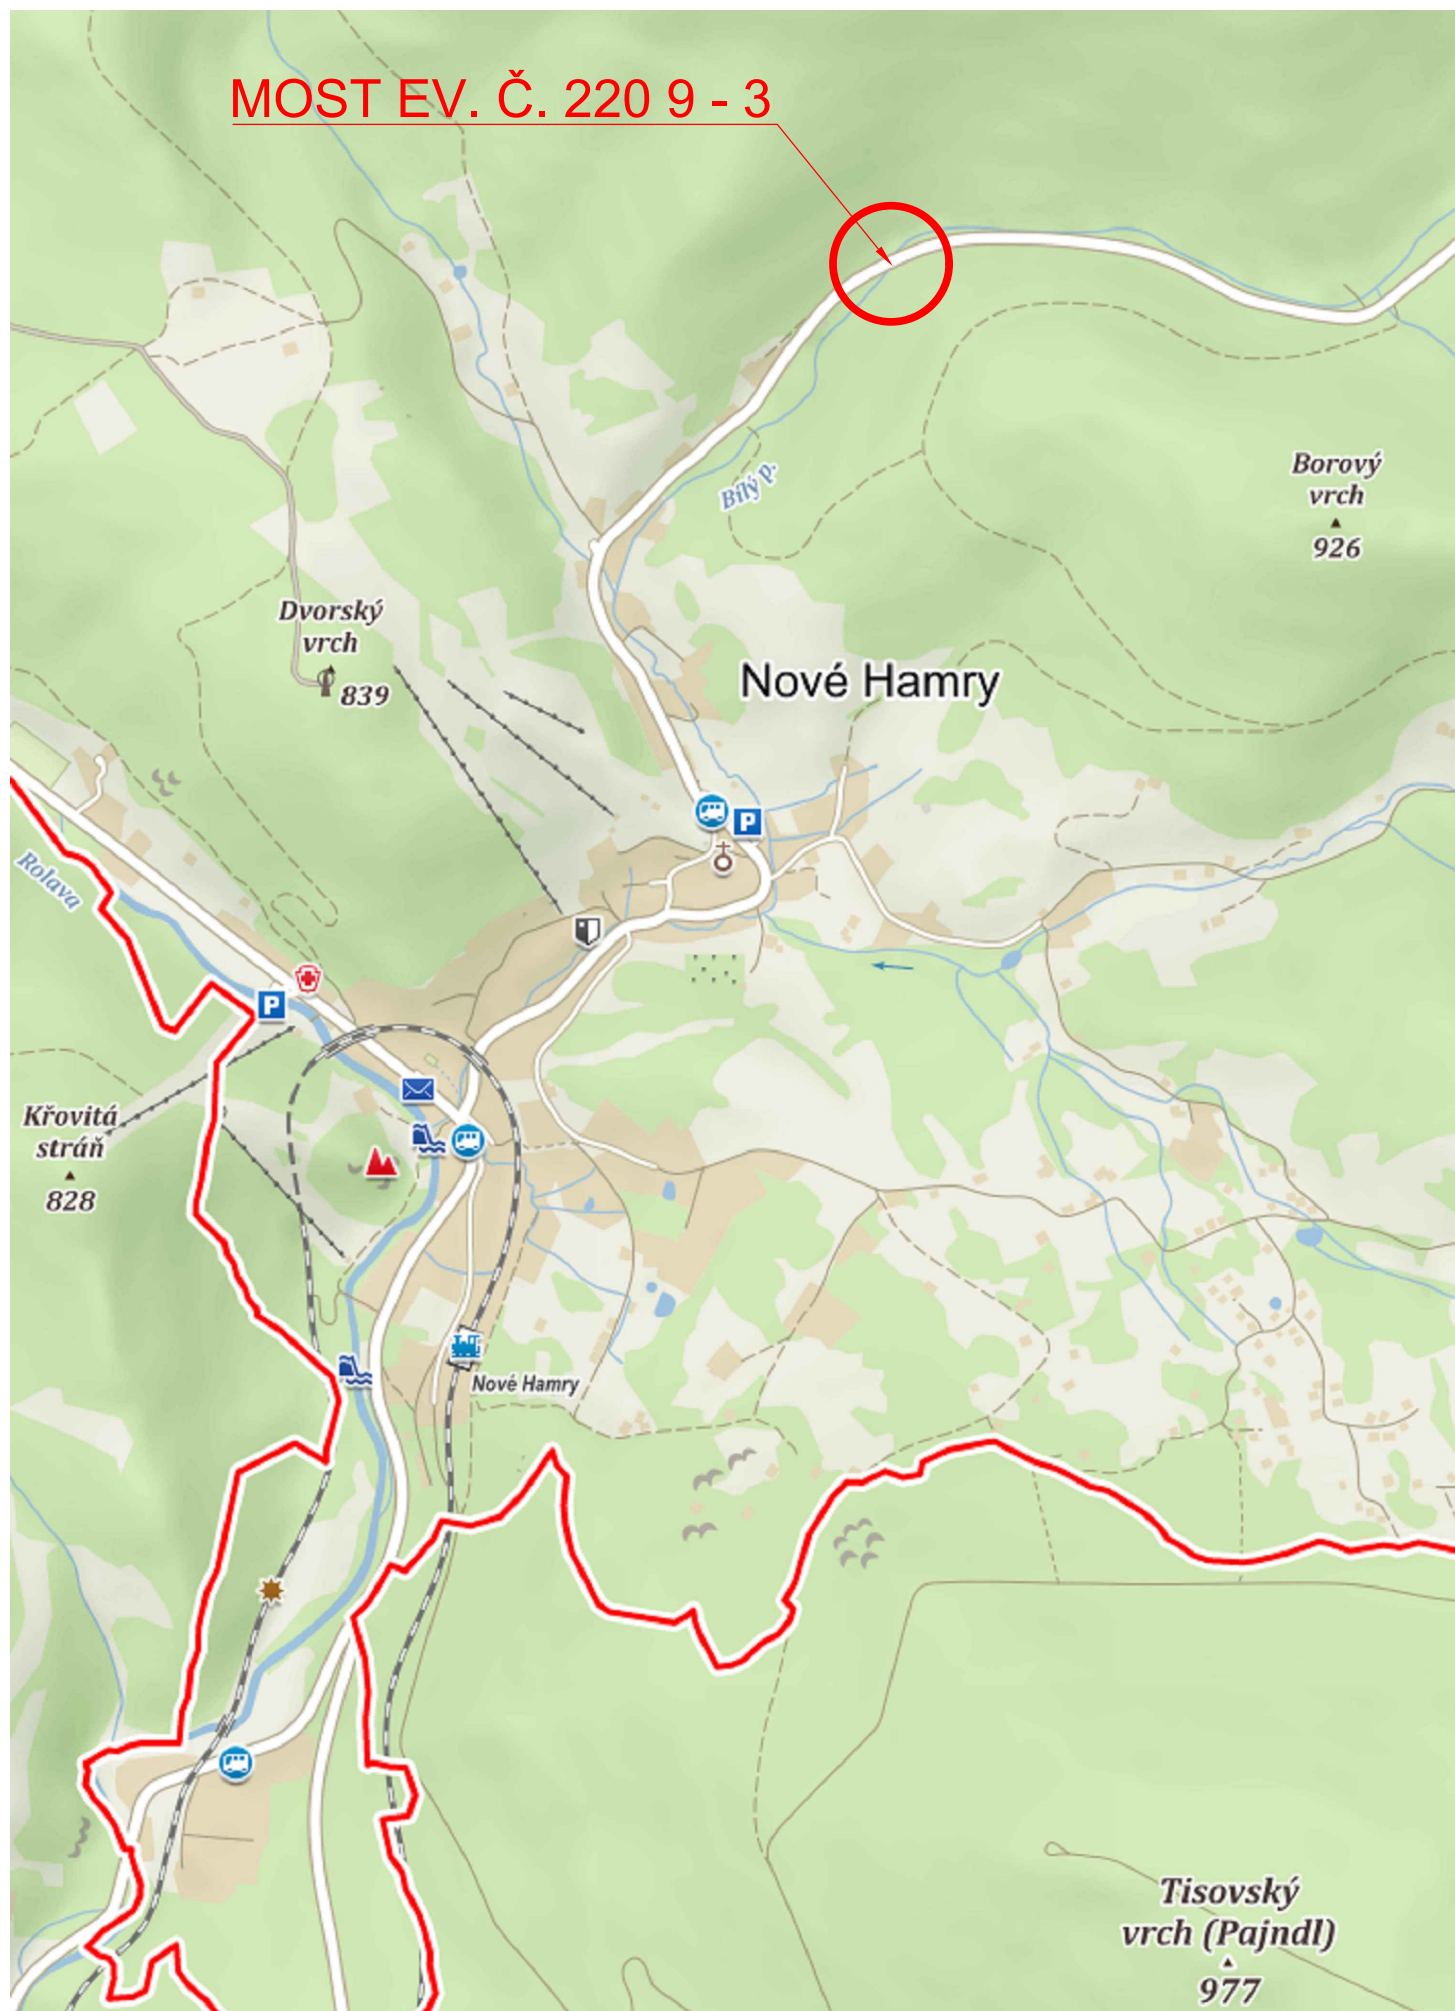 MOST EV. Č. 220 9 - 3
Borový
vrch
926
Bílý p.
Dvorský
vrch
839
Nové Hamry
P
Rolava
P
Křovitá
stráň
828
Nové Hamry
Tisovský
vrch (Pajndl)
977